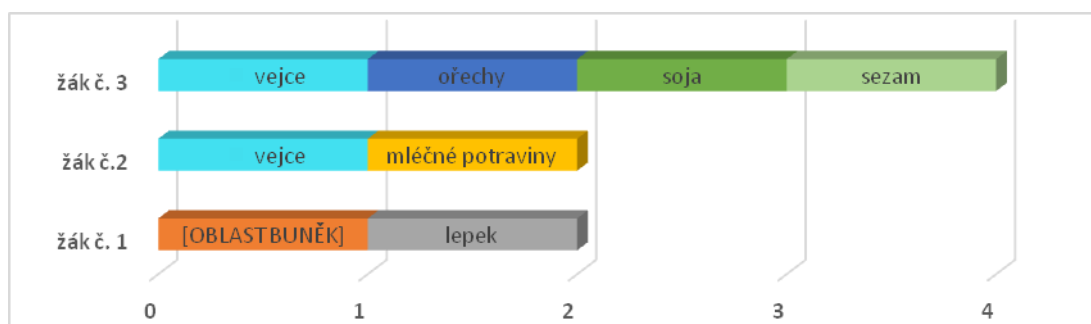 žák č. 3 vejce ořechy soja sezam
žák č.2 vejce mléčné potraviny
žák č. 1 [OBLASTBUNĚK] lepek
0 1 2 3 4